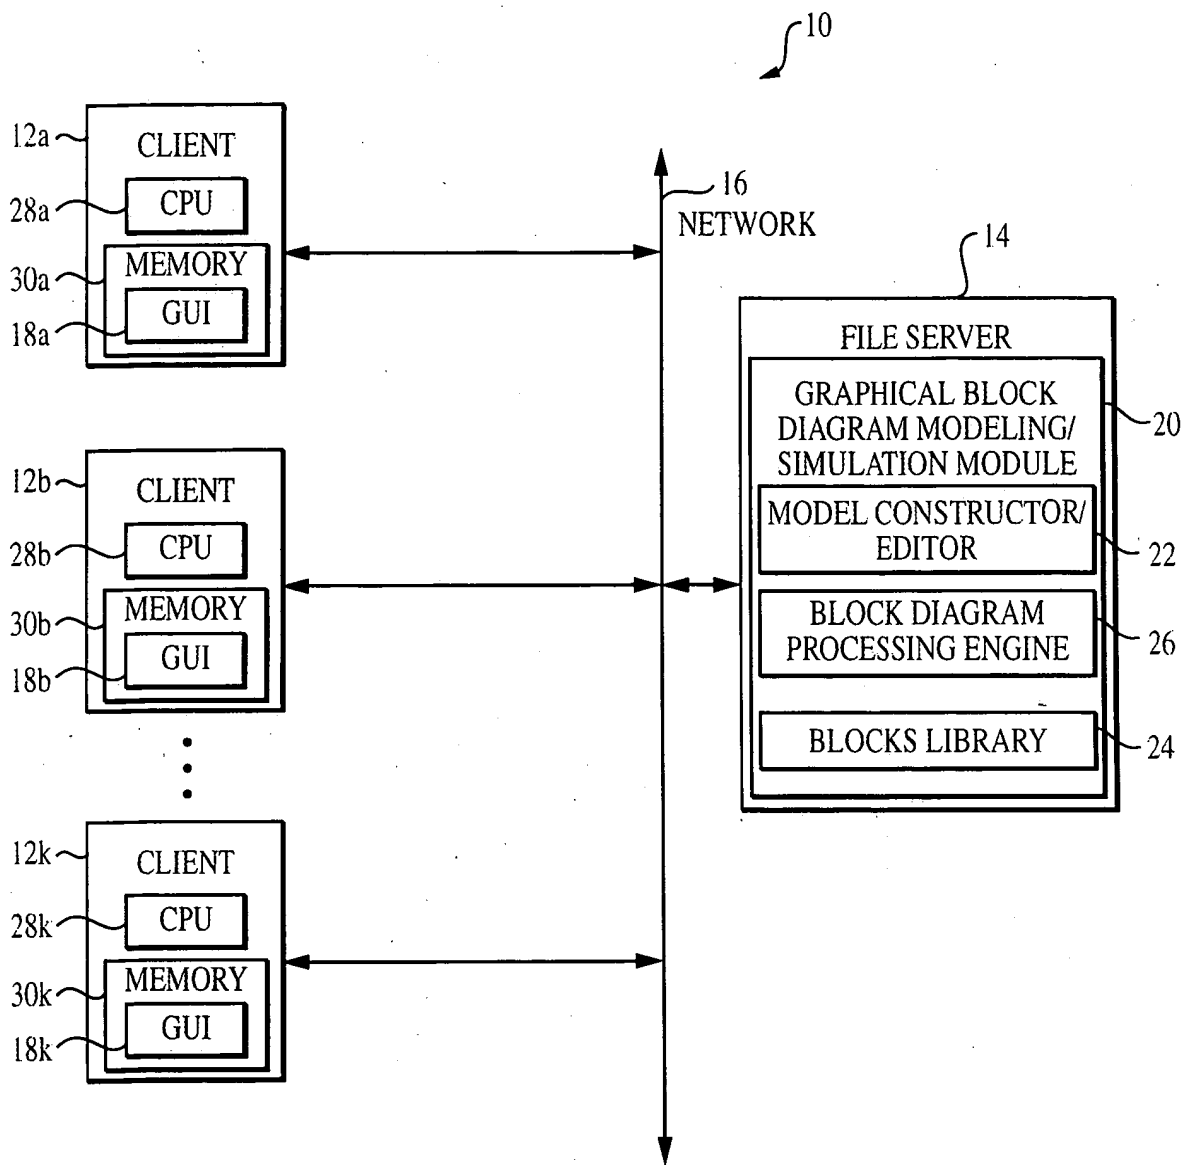 10
12a
CLIENT
28a
CPU
30a
MEMORY
18a
GUI
16
NETWORK
14
FILE SERVER
GRAPHICAL BLOCK
DIAGRAM MODELING/
SIMULATION MODULE
20
MODEL CONSTRUCTOR/
EDITOR
22
BLOCK DIAGRAM
PROCESSING ENGINE
26
BLOCKS LIBRARY
24
12b
CLIENT
28b
CPU
30b
MEMORY
18b
GUI
12k
CLIENT
28k
CPU
30k
MEMORY
18k
GUI